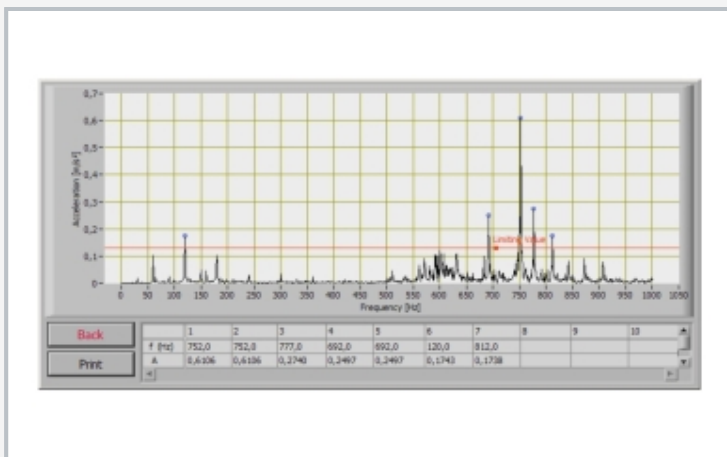 0,7
0,6
0,5
0,4
0,3
0,2
0,1
0
Acceleration [m/s²]
Limiting Value
0 50 100 150 200 250 300 350 400 450 500 550 600 650 700 750 800 850 900 950 1000 1050
Frequency [Hz]
Back
Print
1 2 3 4 5 6 7 8 9 10
f [Hz] 752,0 752,0 777,0 692,0 692,0 120,0 812,0
A 0,6106 0,6106 0,2740 0,2497 0,2497 0,1743 0,1738